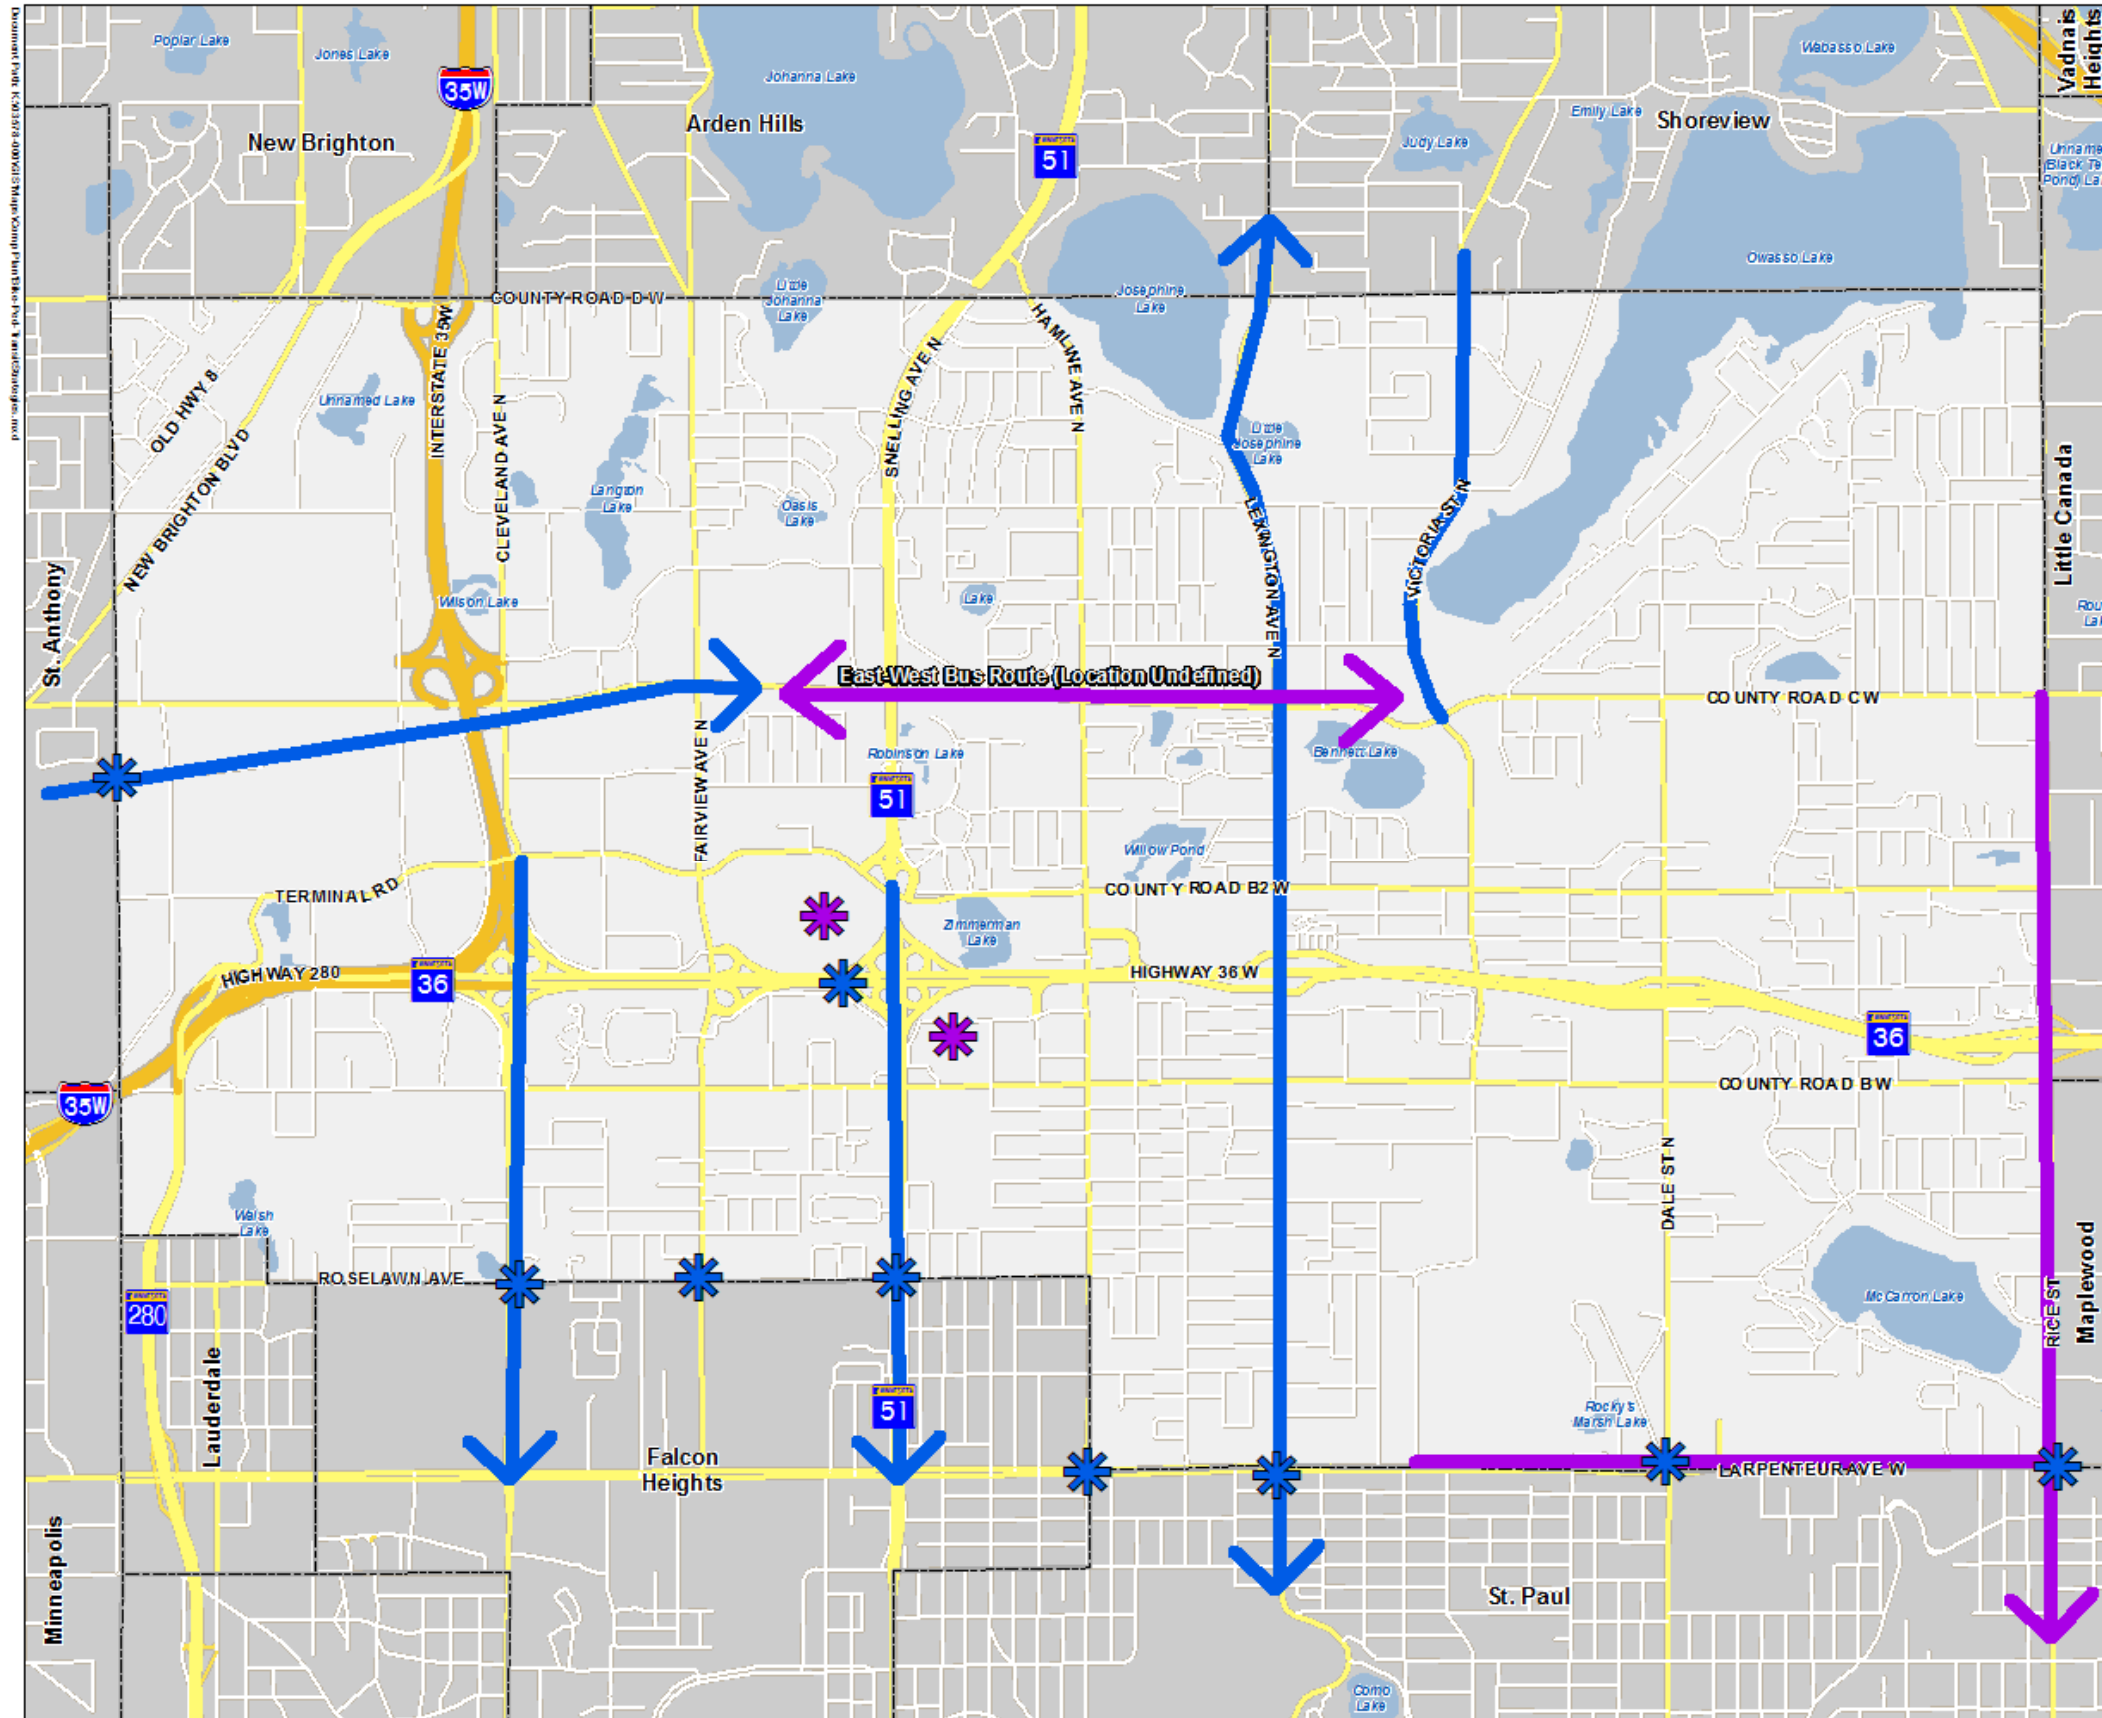 Poplar Lake
Jones Lake
35W
New Brighton
Johanna Lake
Arden Hills
51
Wabasso Lake
Vadnais
Heights
Emily Lake
Shoreview
Judy Lake
Pond)
Owasso Lake
Little
Johanna
Lake
Josephine
Lake
COUNTY ROAD D W
INTERSTATE 35W
OLD HWY 8
NEW BRIGHTON BLVD
Unnamed Lake
CLEVELAND AVE N
SNELLING AVE N
HAMLINE AVE N
Little
Josephine
Lake
Langton
Lake
Oasis
Lake
LEXINGTON AVE N
VICTORIA ST N
Little Canada
St. Anthony
Wilson Lake
Lake
East-West Bus Route (Location Undefined)
COUNTY ROAD C W
FAIRVIEW AVE N
Robinson Lake
Bennett Lake
51
Willow Pond
TERMINAL RD
COUNTY ROAD B2 W
Zimmerman
Lake
HIGHWAY 280
36
HIGHWAY 36 W
36
35W
COUNTY ROAD B W
DALE ST N
Walsh
Lake
ROSELAWN AVE
280
Lauderdale
McCarron Lake
RICE ST
Maplewood
51
Rocky's
Marsh Lake
Falcon
Heights
LARPENTEUR AVE W
Minneapolis
St. Paul
Como
Lake